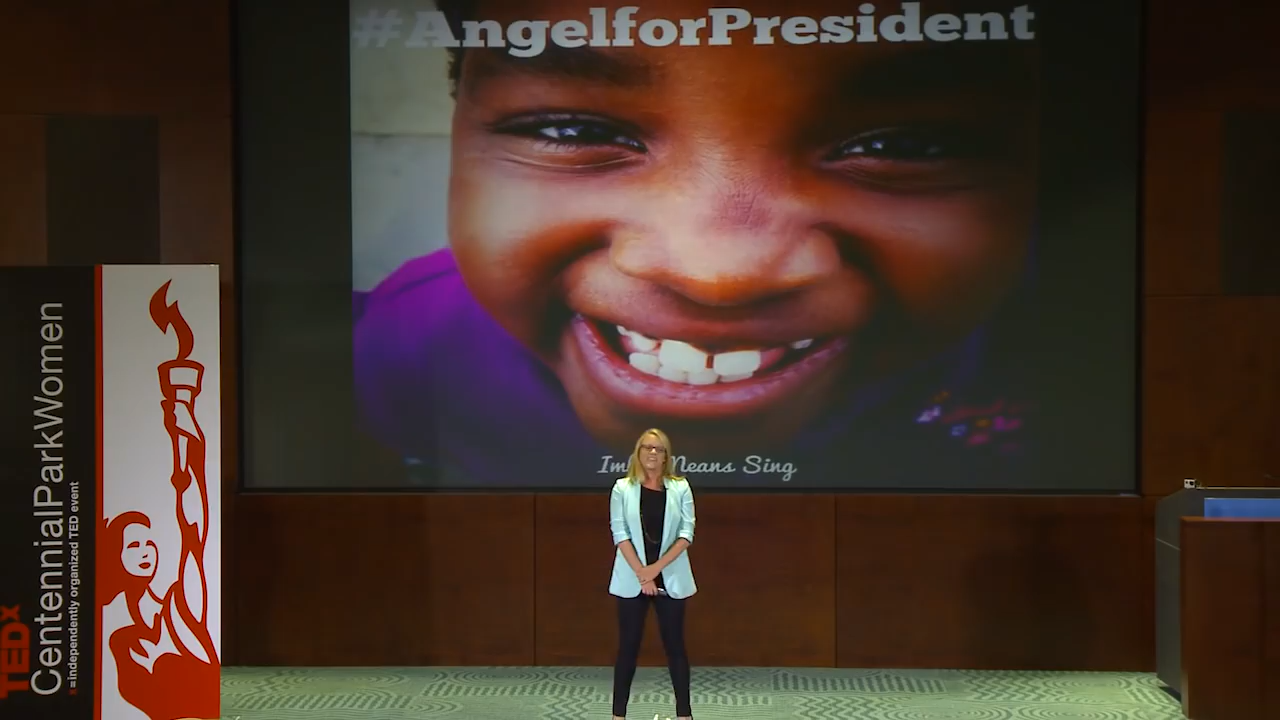 #AngelforPresident
Means Sing
TEDx
CentennialParkWomen
x=independently organized TED event